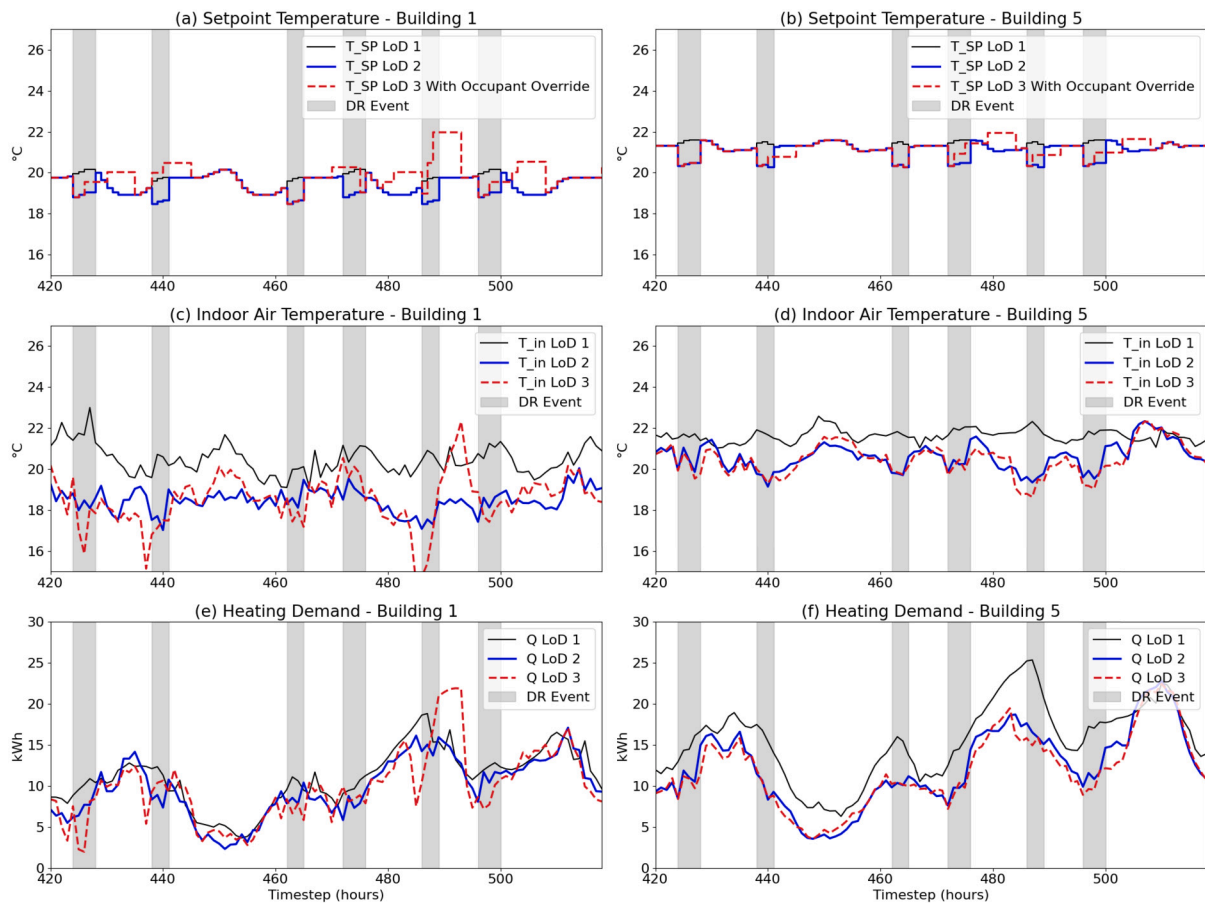 (a) Setpoint Temperature - Building 1
26
24
22
20
18
16
°C
T_SP LoD 1
T_SP LoD 2
T_SP LoD 3 With Occupant Override
DR Event
420
440
460
480
500
(b) Setpoint Temperature - Building 5
26
24
22
20
18
16
°C
T_SP LoD 1
T_SP LoD 2
T_SP LoD 3 With Occupant Override
DR Event
420
440
460
480
500
(c) Indoor Air Temperature - Building 1
26
24
22
20
18
16
°C
T_in LoD 1
T_in LoD 2
T_in LoD 3
DR Event
420
440
460
480
500
(d) Indoor Air Temperature - Building 5
26
24
22
20
18
16
°C
T_in LoD 1
T_in LoD 2
T_in LoD 3
DR Event
420
440
460
480
500
(e) Heating Demand - Building 1
30
25
20
15
10
5
0
kWh
Q LoD 1
Q LoD 2
Q LoD 3
DR Event
420
440
460
480
500
Timestep (hours)
(f) Heating Demand - Building 5
30
25
20
15
10
5
0
kWh
Q LoD 1
Q LoD 2
Q LoD 3
DR Event
420
440
460
480
500
Timestep (hours)